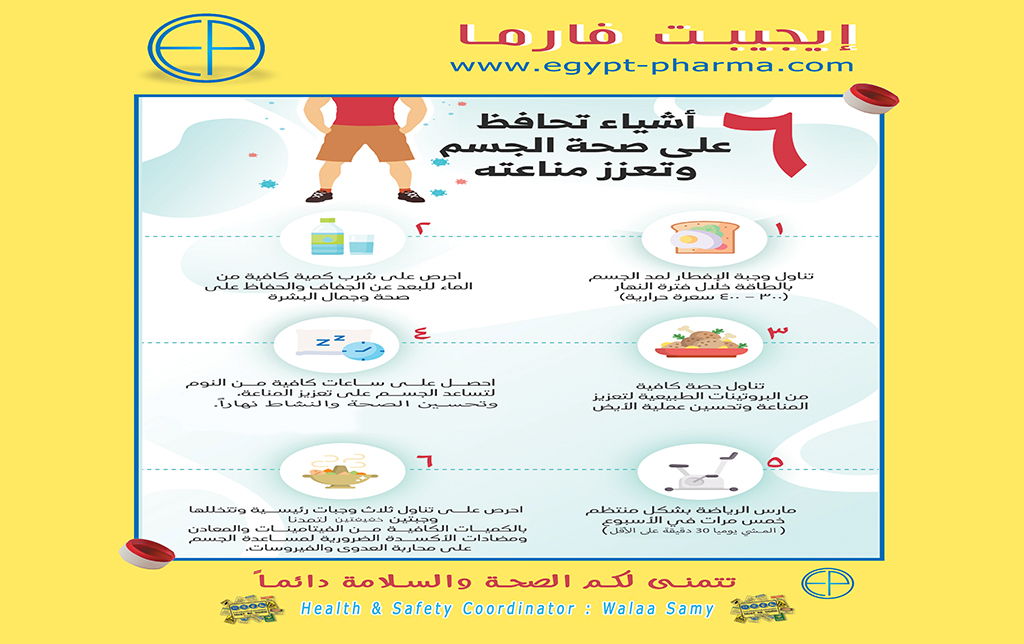 EP
إيجيبت فارما
www.egypt-pharma.com
٦ أشياء تحافظ
على صحة الجسم
وتعزز مناعته
١
تناول وجبة الإفطار لمد الجسم
بالطاقة خلال فترة النهار
(٣٠٠ – ٤٠٠ سعرة حرارية)
٢
احرص على شرب كمية كافية من
الماء للبعد عن الجفاف والحفاظ على
صحة وجمال البشرة
٣
تناول حصة كافية
من البروتينات الطبيعية لتعزيز
المناعة وتحسين عملية الأيض
٤
Z Z
احصل على ساعات كافية من النوم
لتساعد الجسم على تعزيز المناعة،
وتحسين الصحة والنشاط نهاراً.
٥
مارس الرياضة بشكل منتظم
خمس مرات في الأسبوع
( المشي يوميا 30 دقيقة على الأقل)
٦
احرص على تناول ثلاث وجبات رئيسية وتتخللها
وجبتين خفيفتين لتمدنا
بالكميات الكافية من الفيتامينات والمعادن
ومضادات الأكسدة الضرورية لمساعدة الجسم
على محاربة العدوى والفيروسات.
تتمنى لكم الصحة والسلامة دائماً
EP
Health & Safety Coordinator : Walaa Samy